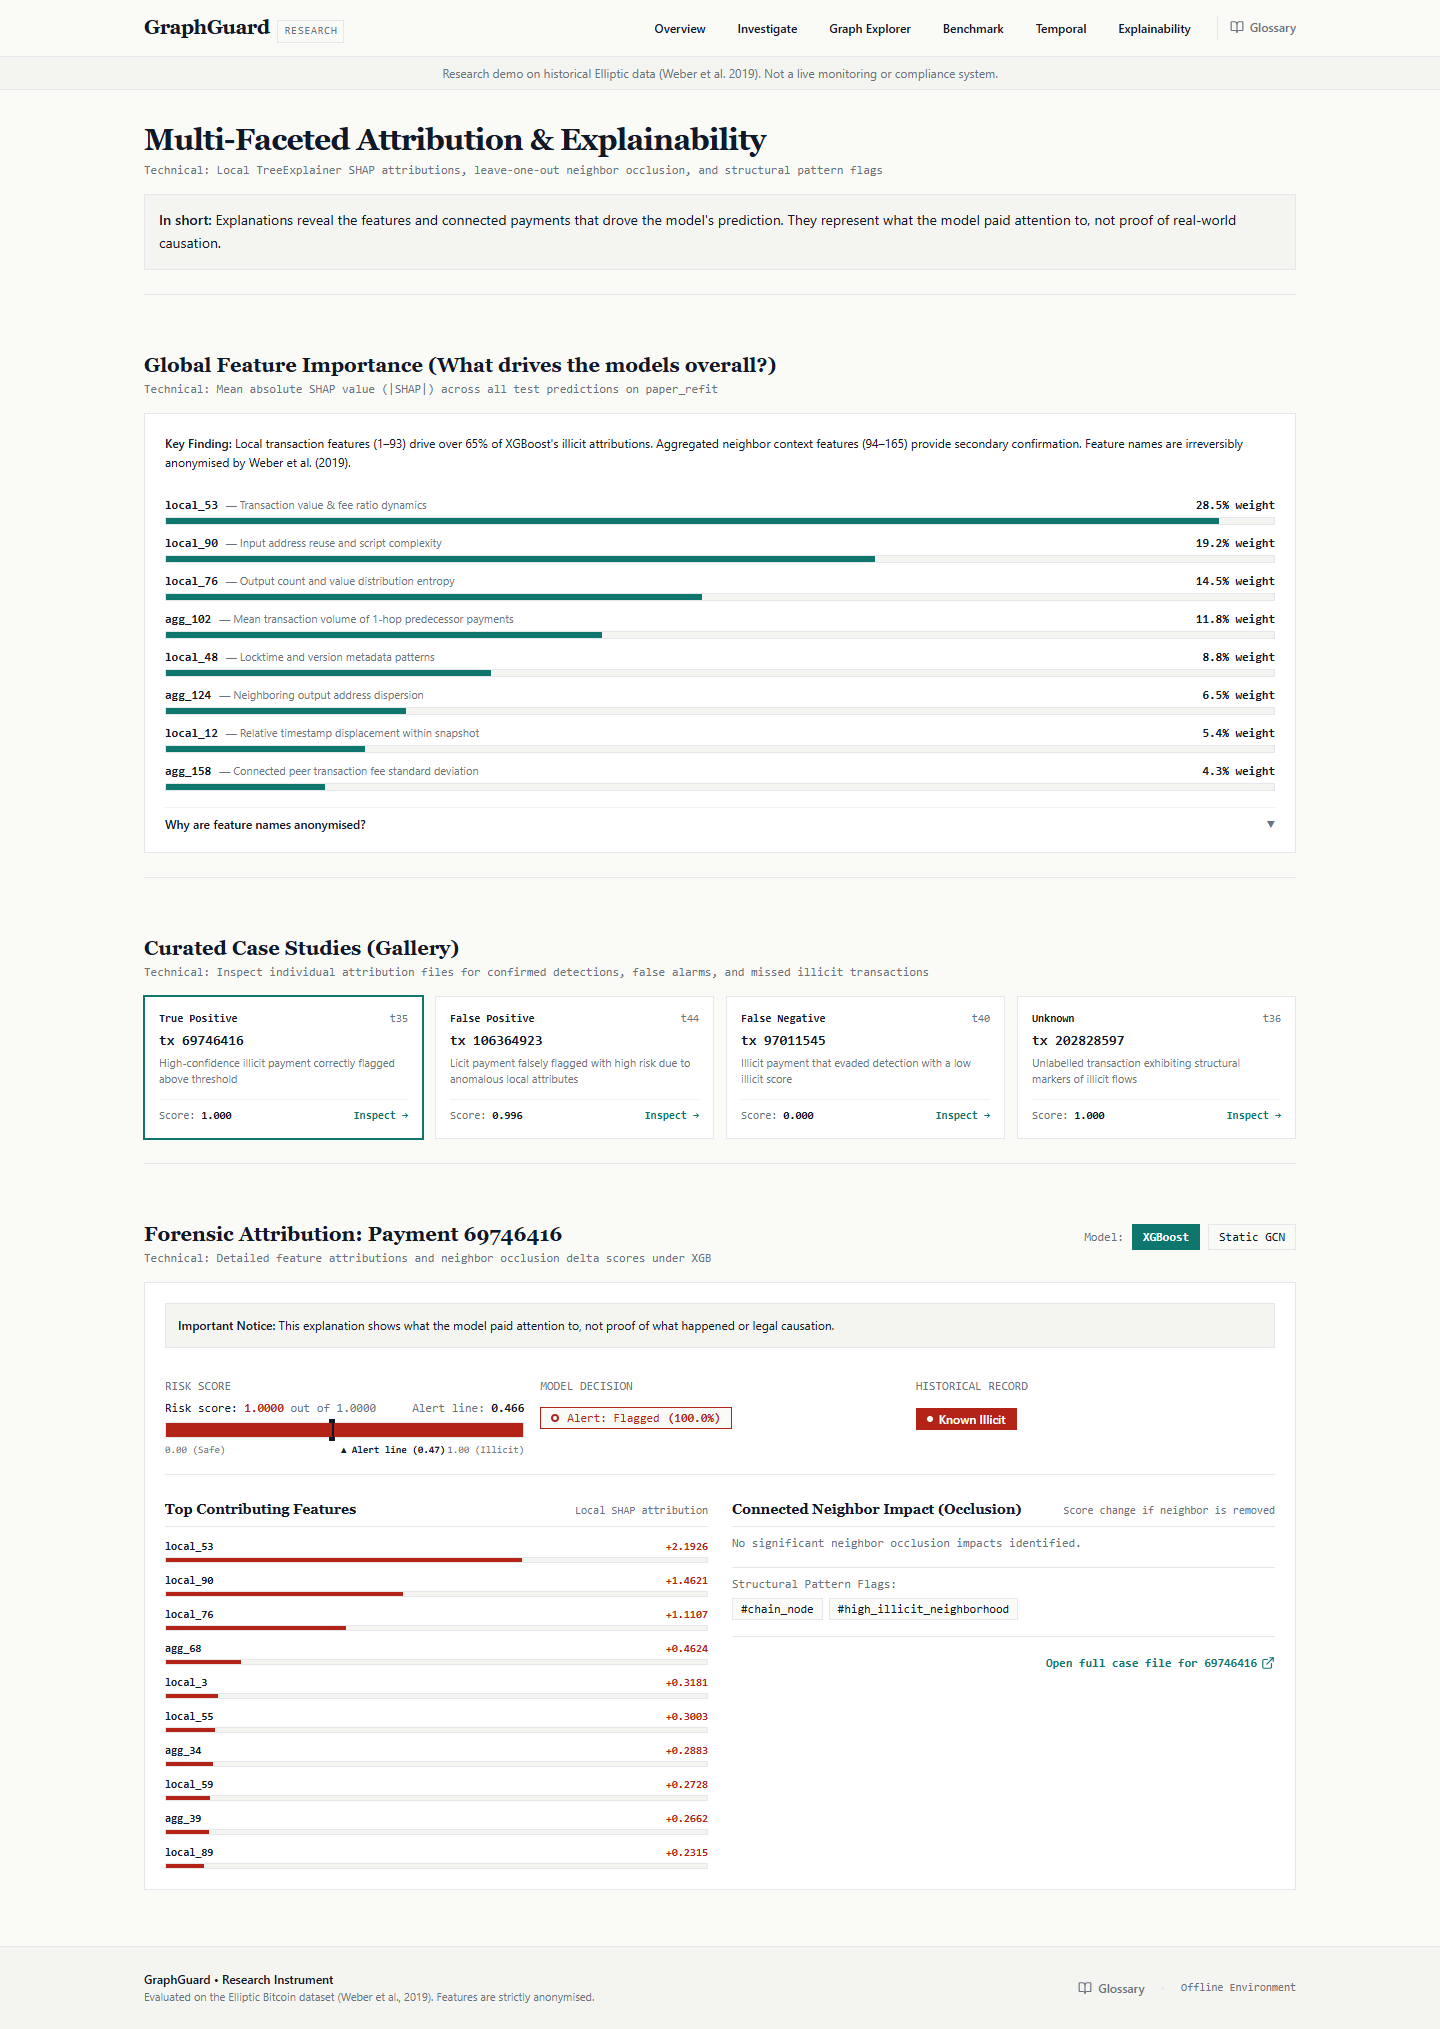 GraphGuard RESEARCH Overview Investigate Graph Explorer Benchmark Temporal Explainability Glossary
Research demo on historical Elliptic data (Weber et al. 2019). Not a live monitoring or compliance system.
Multi-Faceted Attribution & Explainability
Technical: Local TreeExplainer SHAP attributions, leave-one-out neighbor occlusion, and structural pattern flags
In short: Explanations reveal the features and connected payments that drove the model's prediction. They represent what the model paid attention to, not proof of real-world
causation.
Global Feature Importance (What drives the models overall?)
Technical: Mean absolute SHAP value (|SHAP|) across all test predictions on paper_refit
Key Finding: Local transaction features (1–93) drive over 65% of XGBoost's illicit attributions. Aggregated neighbor context features (94–165) provide secondary confirmation. Feature names are irreversibly
anonymised by Weber et al. (2019).
local_53 — Transaction value & fee ratio dynamics 28.5% weight
local_90 — Input address reuse and script complexity 19.2% weight
local_76 — Output count and value distribution entropy 14.5% weight
agg_102 — Mean transaction volume of 1-hop predecessor payments 11.8% weight
local_48 — Locktime and version metadata patterns 8.8% weight
agg_124 — Neighboring output address dispersion 6.5% weight
local_12 — Relative timestamp displacement within snapshot 5.4% weight
agg_158 — Connected peer transaction fee standard deviation 4.3% weight
Why are feature names anonymised? ▼
Curated Case Studies (Gallery)
Technical: Inspect individual attribution files for confirmed detections, false alarms, and missed illicit transactions
True Positive t35
tx 69746416
High-confidence illicit payment correctly flagged
above threshold
Score: 1.000 Inspect →
False Positive t44
tx 106364923
Licit payment falsely flagged with high risk due to
anomalous local attributes
Score: 0.996 Inspect →
False Negative t40
tx 97011545
Illicit payment that evaded detection with a low
illicit score
Score: 0.000 Inspect →
Unknown t36
tx 202828597
Unlabelled transaction exhibiting structural
markers of illicit flows
Score: 1.000 Inspect →
Forensic Attribution: Payment 69746416 Model: XGBoost Static GCN
Technical: Detailed feature attributions and neighbor occlusion delta scores under XGB
Important Notice: This explanation shows what the model paid attention to, not proof of what happened or legal causation.
RISK SCORE
Risk score: 1.0000 out of 1.0000 Alert line: 0.466
0.00 (Safe) ▲ Alert line (0.47) 1.00 (Illicit)
MODEL DECISION
Alert: Flagged (100.0%)
HISTORICAL RECORD
Known Illicit
Top Contributing Features Local SHAP attribution
local_53 +2.1926
local_90 +1.4621
local_76 +1.1107
agg_68 +0.4624
local_3 +0.3181
local_55 +0.3003
agg_34 +0.2883
local_59 +0.2728
agg_39 +0.2662
local_89 +0.2315
Connected Neighbor Impact (Occlusion) Score change if neighbor is removed
No significant neighbor occlusion impacts identified.
Structural Pattern Flags:
#chain_node #high_illicit_neighborhood
Open full case file for 69746416
GraphGuard • Research Instrument
Evaluated on the Elliptic Bitcoin dataset (Weber et al., 2019). Features are strictly anonymised.
Glossary · Offline Environment